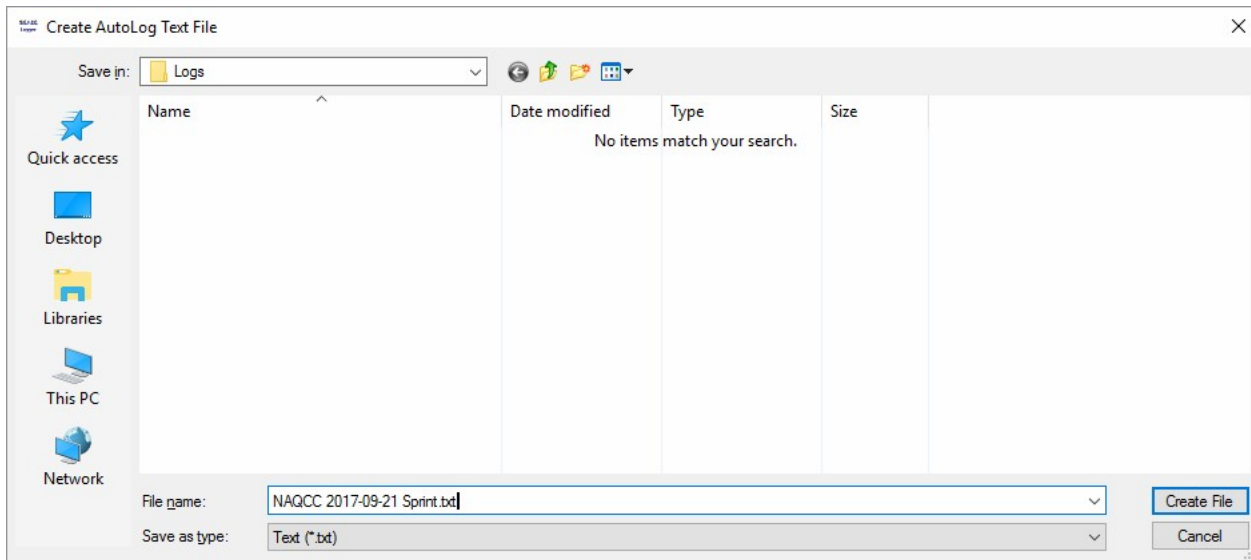 Create AutoLog Text File
Save in: Logs
Name Date modified Type Size
No items match your search.
Quick access
Desktop
Libraries
This PC
Network
File name: NAQCC 2017-09-21 Sprint.txt Create File
Save as type: Text (*.txt) Cancel